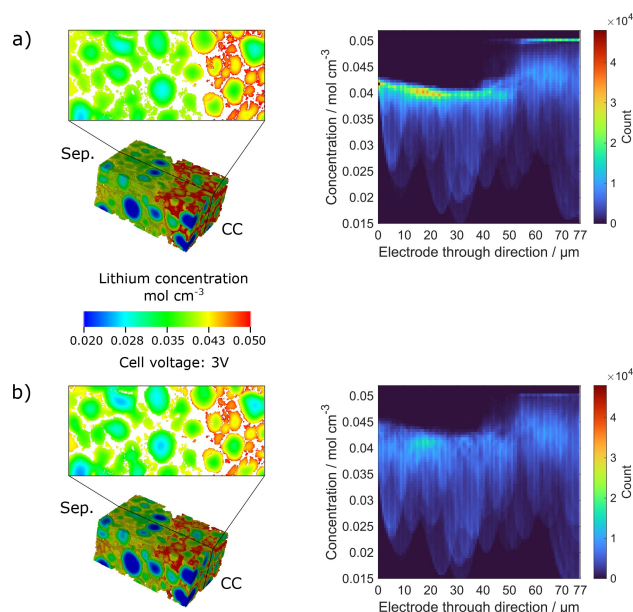 a)
Sep.
CC
0.05
0.045
0.04
0.035
0.03
0.025
0.02
0.015
Concentration / mol cm⁻³
0 10 20 30 40 50 60 70 77
Electrode through direction / µm
×10⁴
4
3
2
1
0
Count
Lithium concentration
mol cm⁻³
0.020 0.028 0.035 0.043 0.050
Cell voltage: 3V
b)
Sep.
CC
0.05
0.045
0.04
0.035
0.03
0.025
0.02
0.015
Concentration / mol cm⁻³
0 10 20 30 40 50 60 70 77
Electrode through direction / µm
×10⁴
4
3
2
1
0
Count